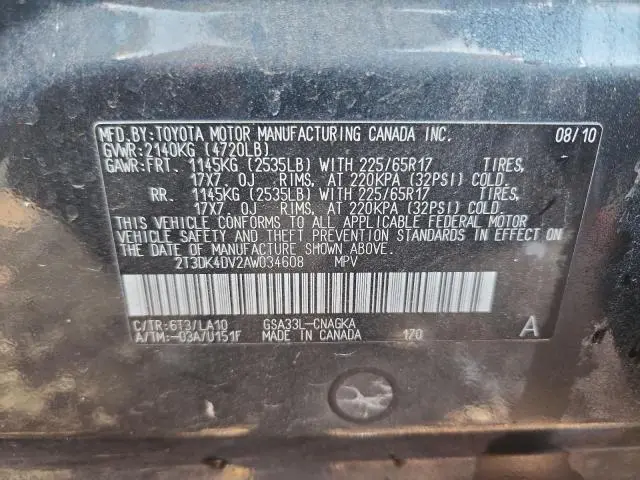 MFD.BY:TOYOTA MOTOR MANUFACTURING CANADA INC. 08/10
GVWR:2140KG (4720LB)
GAWR:FRT. 1145KG (2535LB) WITH 225/65R17 TIRES,
17X7 OJ RIMS, AT 220KPA (32PSI) COLD.
RR. 1145KG (2535LB) WITH 225/65R17 TIRES,
17X7 OJ RIMS, AT 220KPA (32PSI) COLD.
THIS VEHICLE CONFORMS TO ALL APPLICABLE FEDERAL MOTOR
VEHICLE SAFETY AND THEFT PREVENTION STANDARDS IN EFFECT ON
THE DATE OF MANUFACTURE SHOWN ABOVE.
2T3DK4DV2AW034608 MPV
C/TR:6T3/LA10 GSA33L-CNAGKA
A/TM:-03A/U151F MADE IN CANADA 170 A